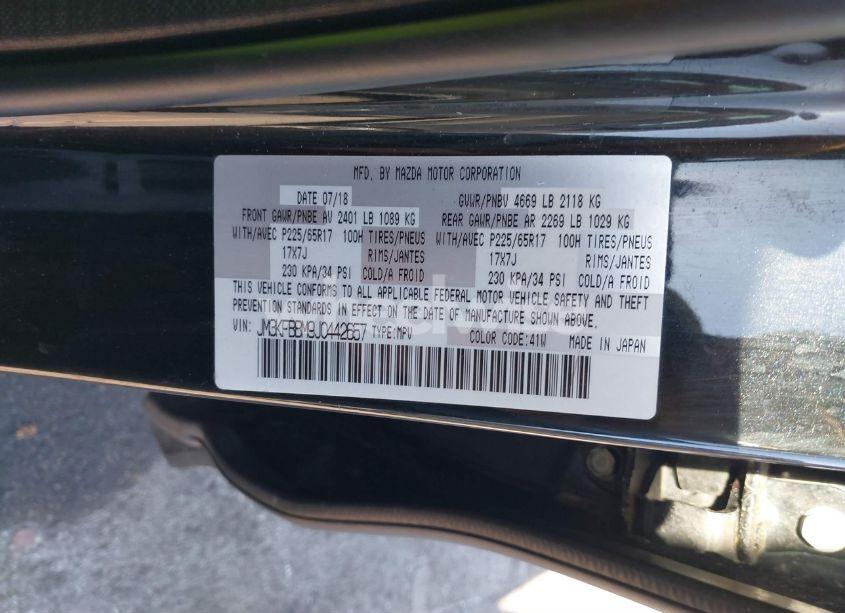 MFD. BY MAZDA MOTOR CORPORATION
DATE 07/18 GVWR/PNBV 4669 LB 2118 KG
FRONT GAWR/PNBE AV 2401 LB 1089 KG REAR GAWR/PNBE AR 2269 LB 1029 KG
WITH/AVEC P225/65R17 100H TIRES/PNEUS WITH/AVEC P225/65R17 100H TIRES/PNEUS
17X7J RIMS/JANTES 17X7J RIMS/JANTES
230 KPA/34 PSI COLD/A FROID 230 KPA/34 PSI COLD/A FROID
THIS VEHICLE CONFORMS TO ALL APPLICABLE FEDERAL MOTOR VEHICLE SAFETY AND THEFT
PREVENTION STANDARDS IN EFFECT ON THE DATE OF MANUFACTURE SHOWN ABOVE.
VIN: JM3KFBBM9J0442657 TYPE:MPV COLOR CODE:41W MADE IN JAPAN